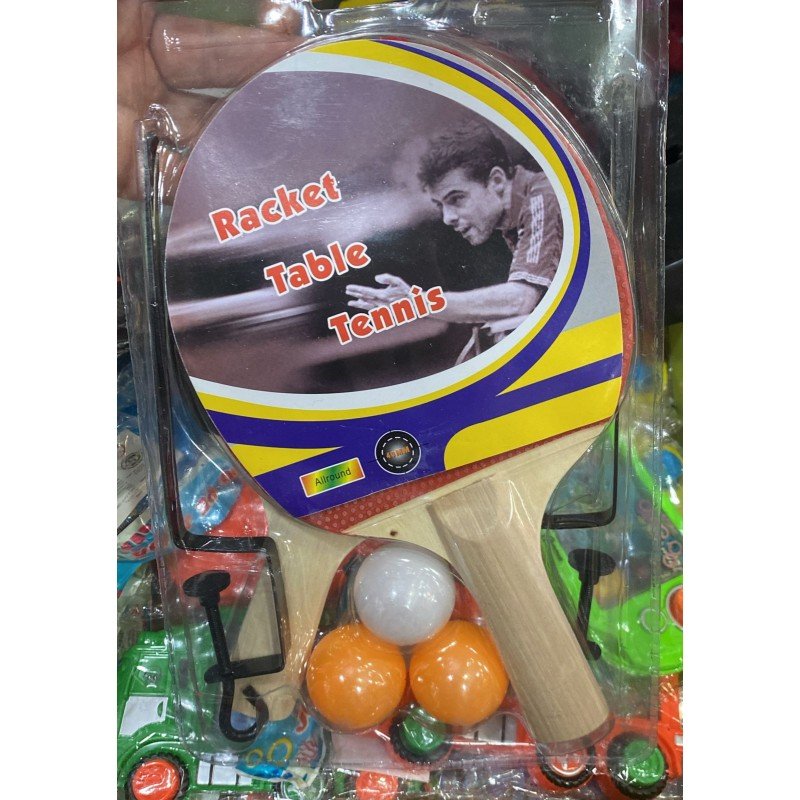 Racket
Table
Tennis
Allround